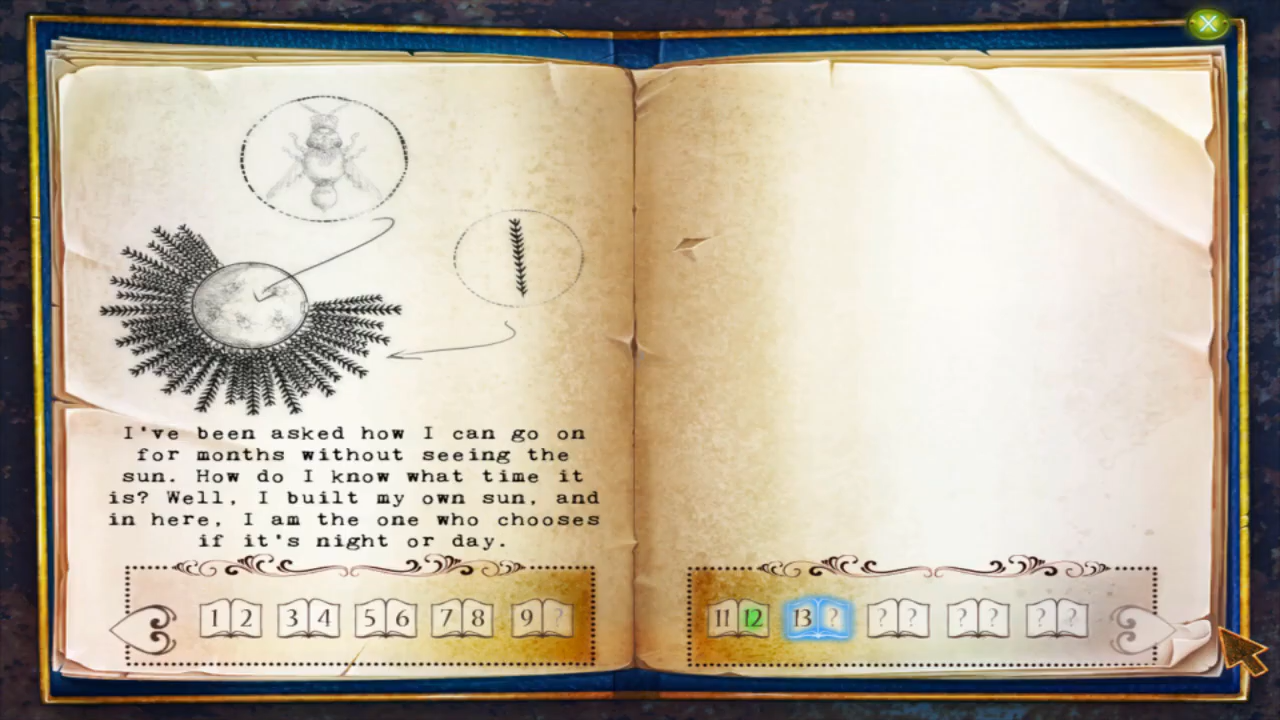 I've been asked how I can go on
for months without seeing the
sun. How do I know what time it
is? Well, I built my own sun, and
in here, I am the one who chooses
if it's night or day.
1 2 3 4 5 6 7 8 9 ?
11 12 13 ? ? ? ? ? ? ?